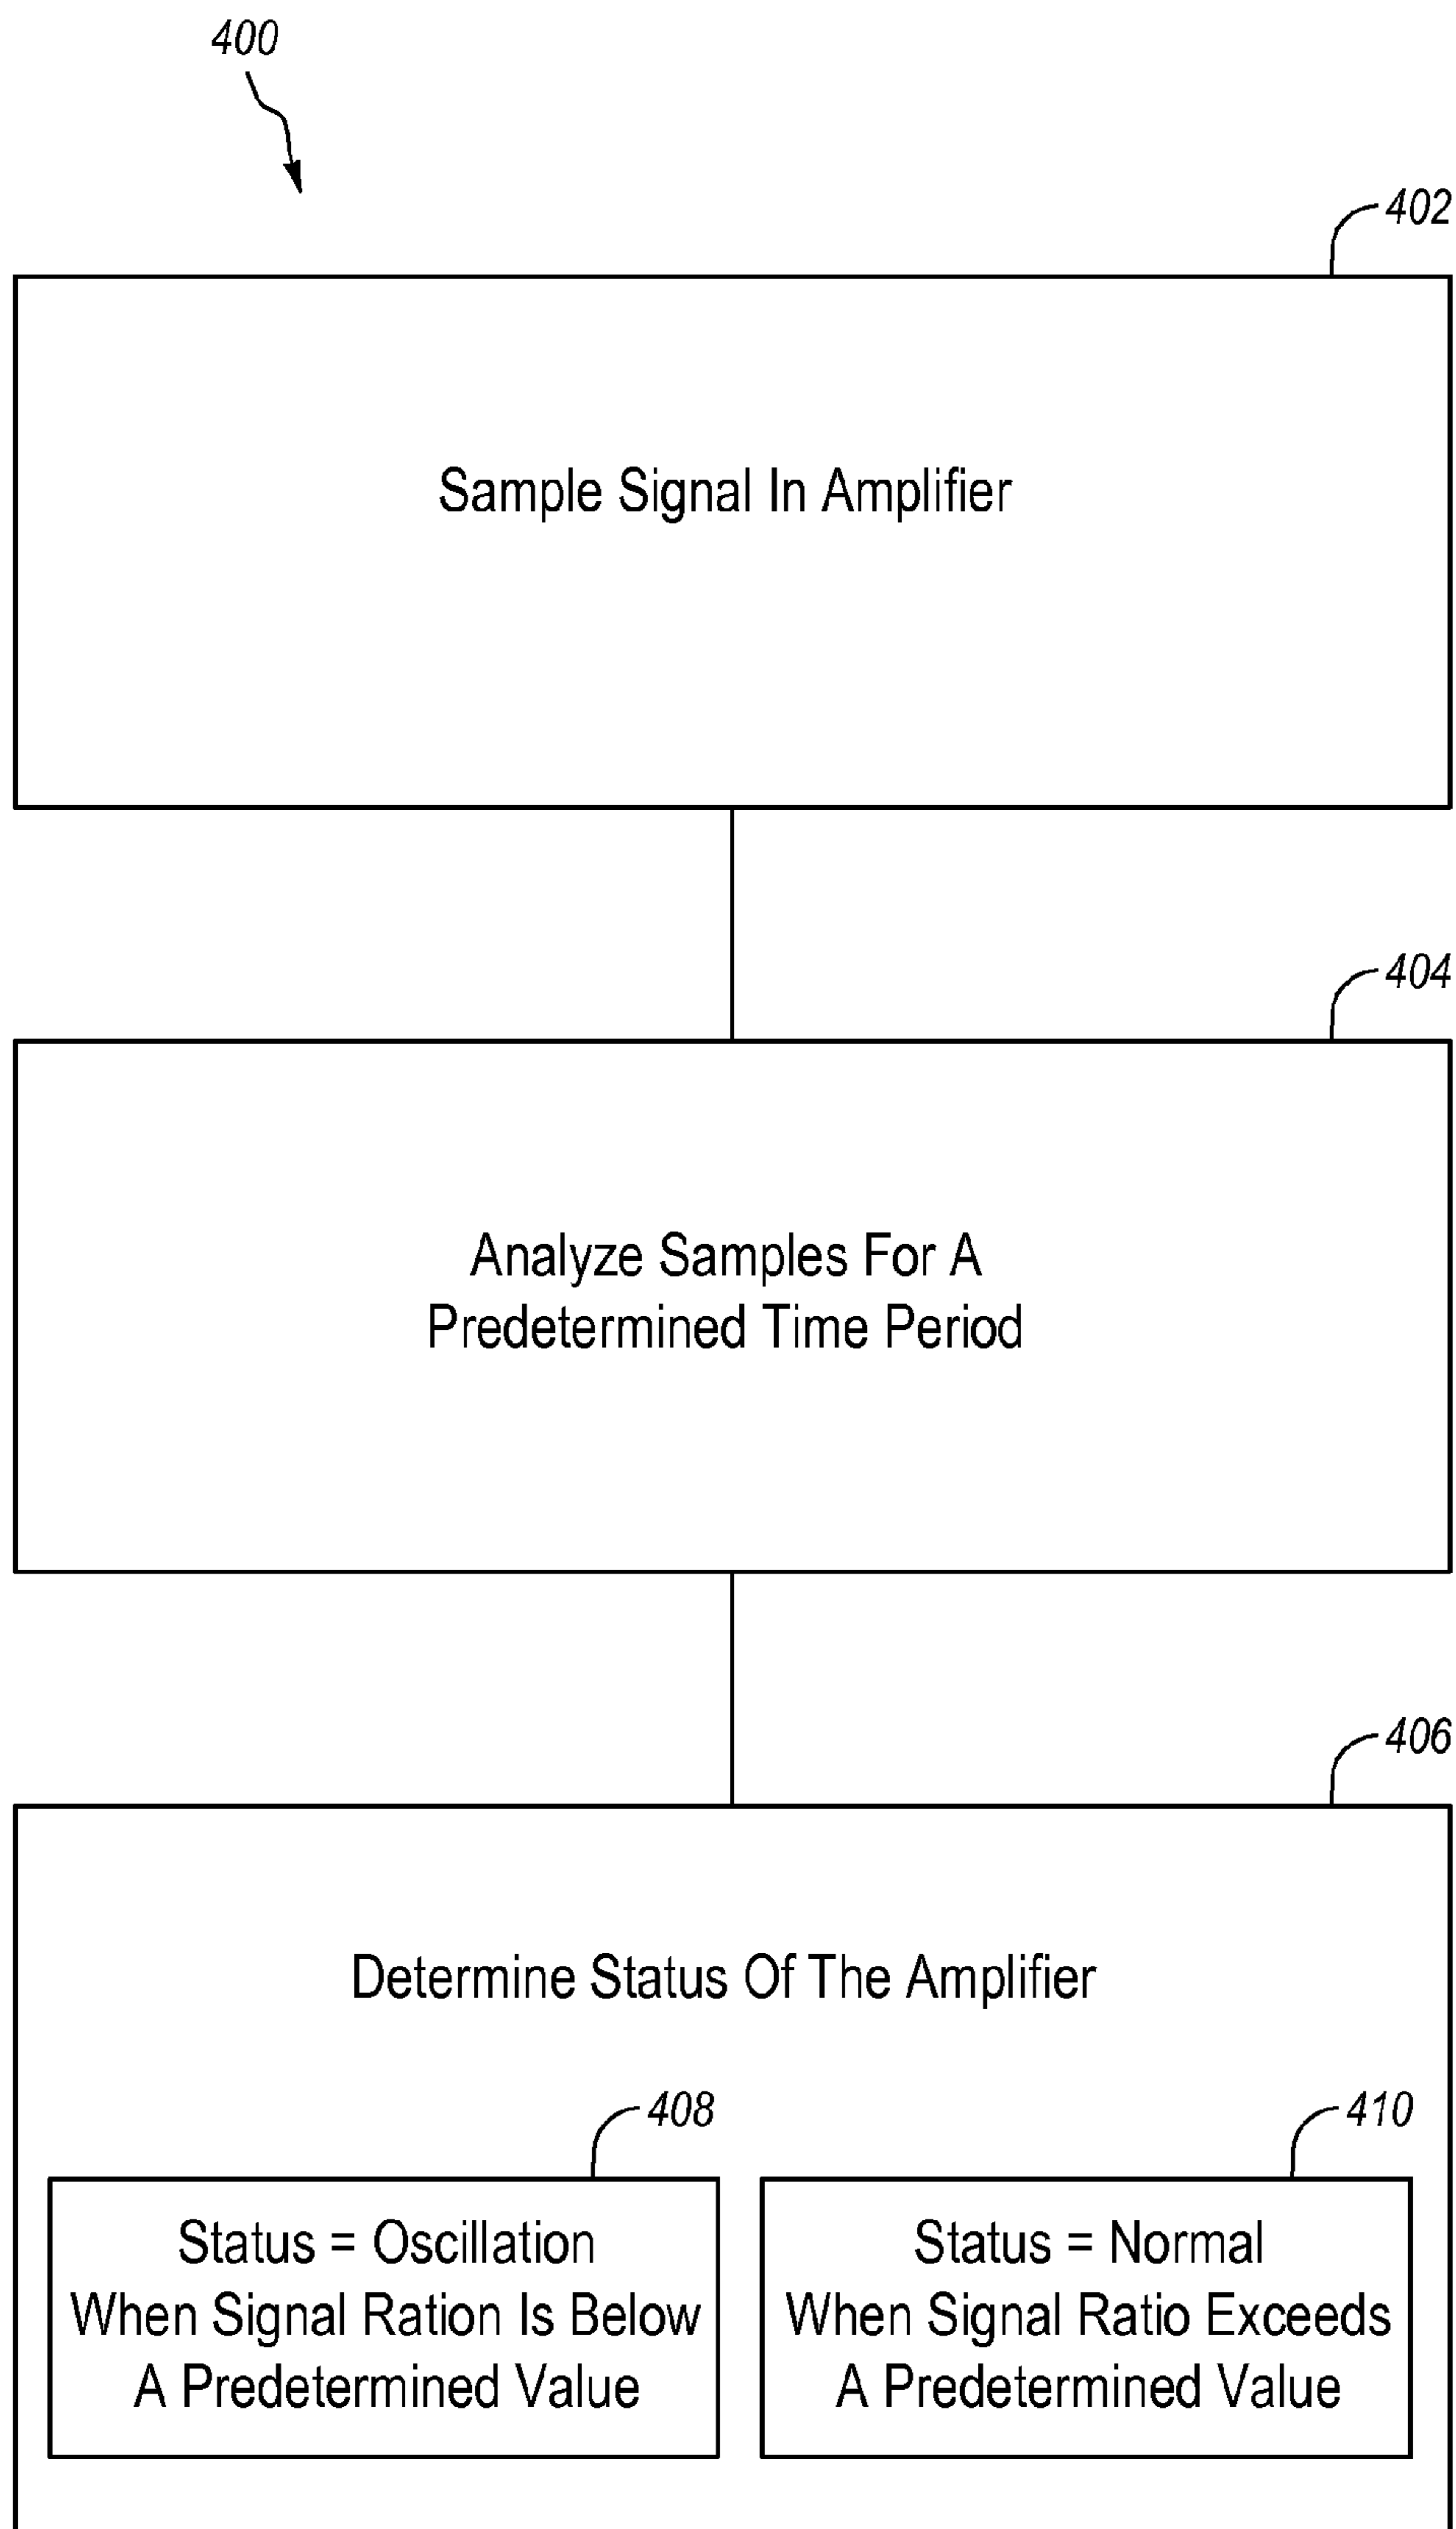 400
402
Sample Signal In Amplifier
404
Analyze Samples For A
Predetermined Time Period
406
Determine Status Of The Amplifier
408
Status = Oscillation
When Signal Ration Is Below
A Predetermined Value
410
Status = Normal
When Signal Ratio Exceeds
A Predetermined Value